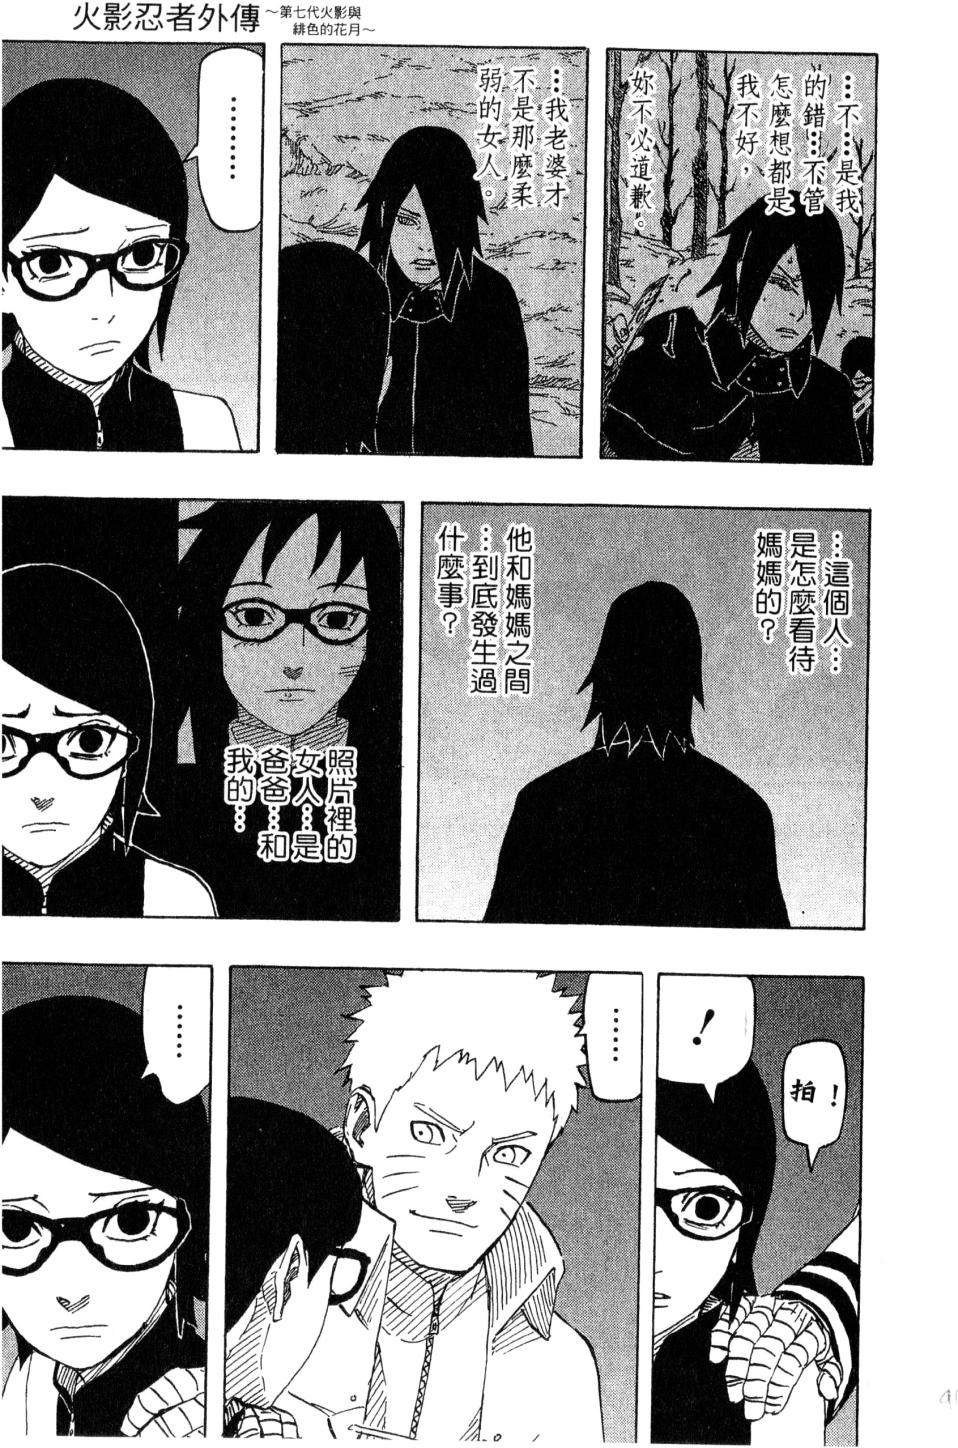 火影忍者外傳
～第七代火影與
緋色的花月～
…不…是我
的錯…不管
怎麼想都是
我不好，
妳不必道歉。
…我老婆才
不是那麼柔
弱的女人。
……
…這個人…
是怎麼看待
媽媽的？
他和媽媽之間
…到底發生過
什麼事？
照片裡的
女人…是
爸爸…和
我的…
拍！
！
……
……